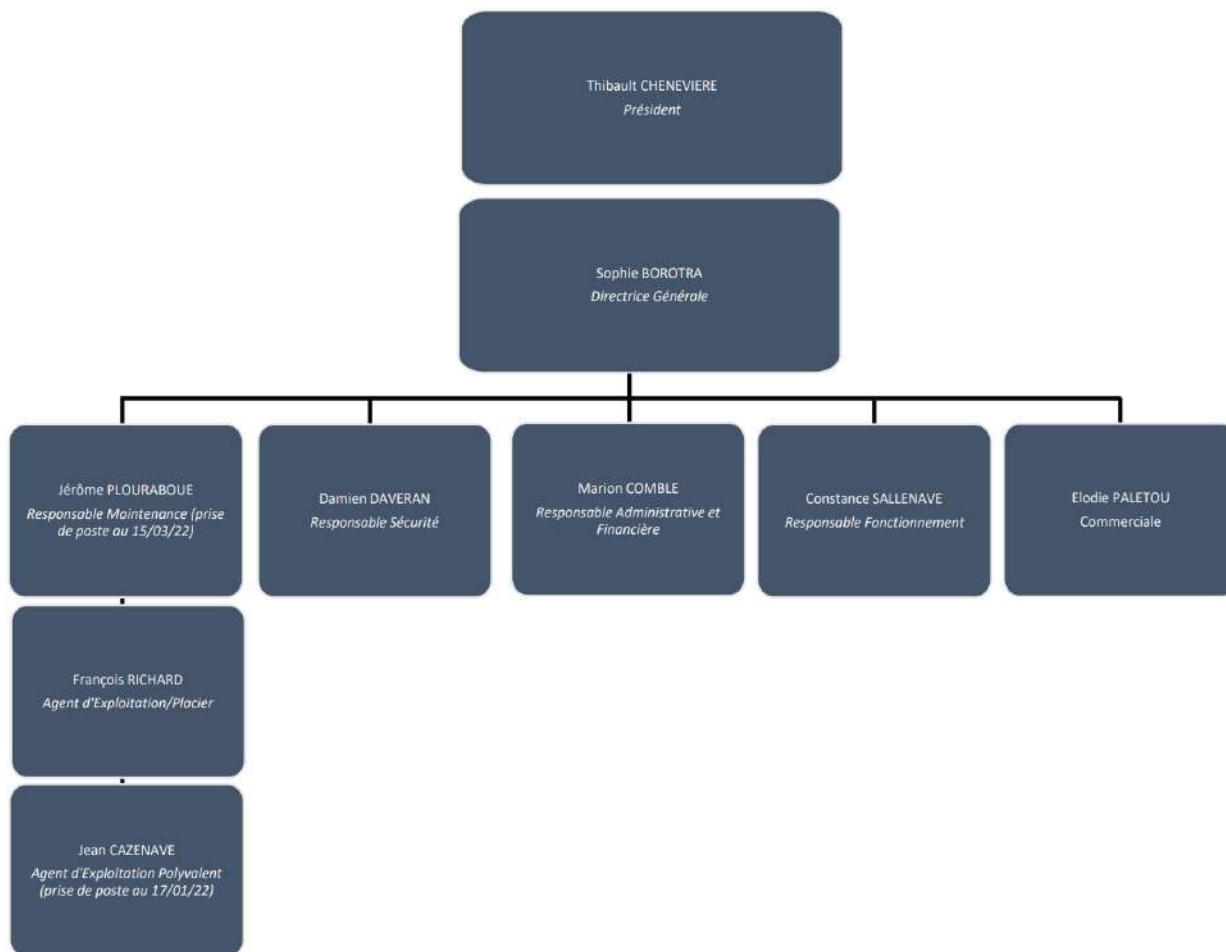 Thibault CHENEVIERE
Président
Sophie BOROTRA
Directrice Générale
Jérôme PLOURABOUE
Responsable Maintenance (prise
de poste au 15/03/22)
Damien DAVERAN
Responsable Sécurité
Marion COMBLE
Responsable Administrative et
Financière
Constance SALLENAVE
Responsable Fonctionnement
Elodie PALETOU
Commerciale
François RICHARD
Agent d'Exploitation/Placier
Jean CAZENAVE
Agent d'Exploitation Polyvalent
(prise de poste au 17/01/22)